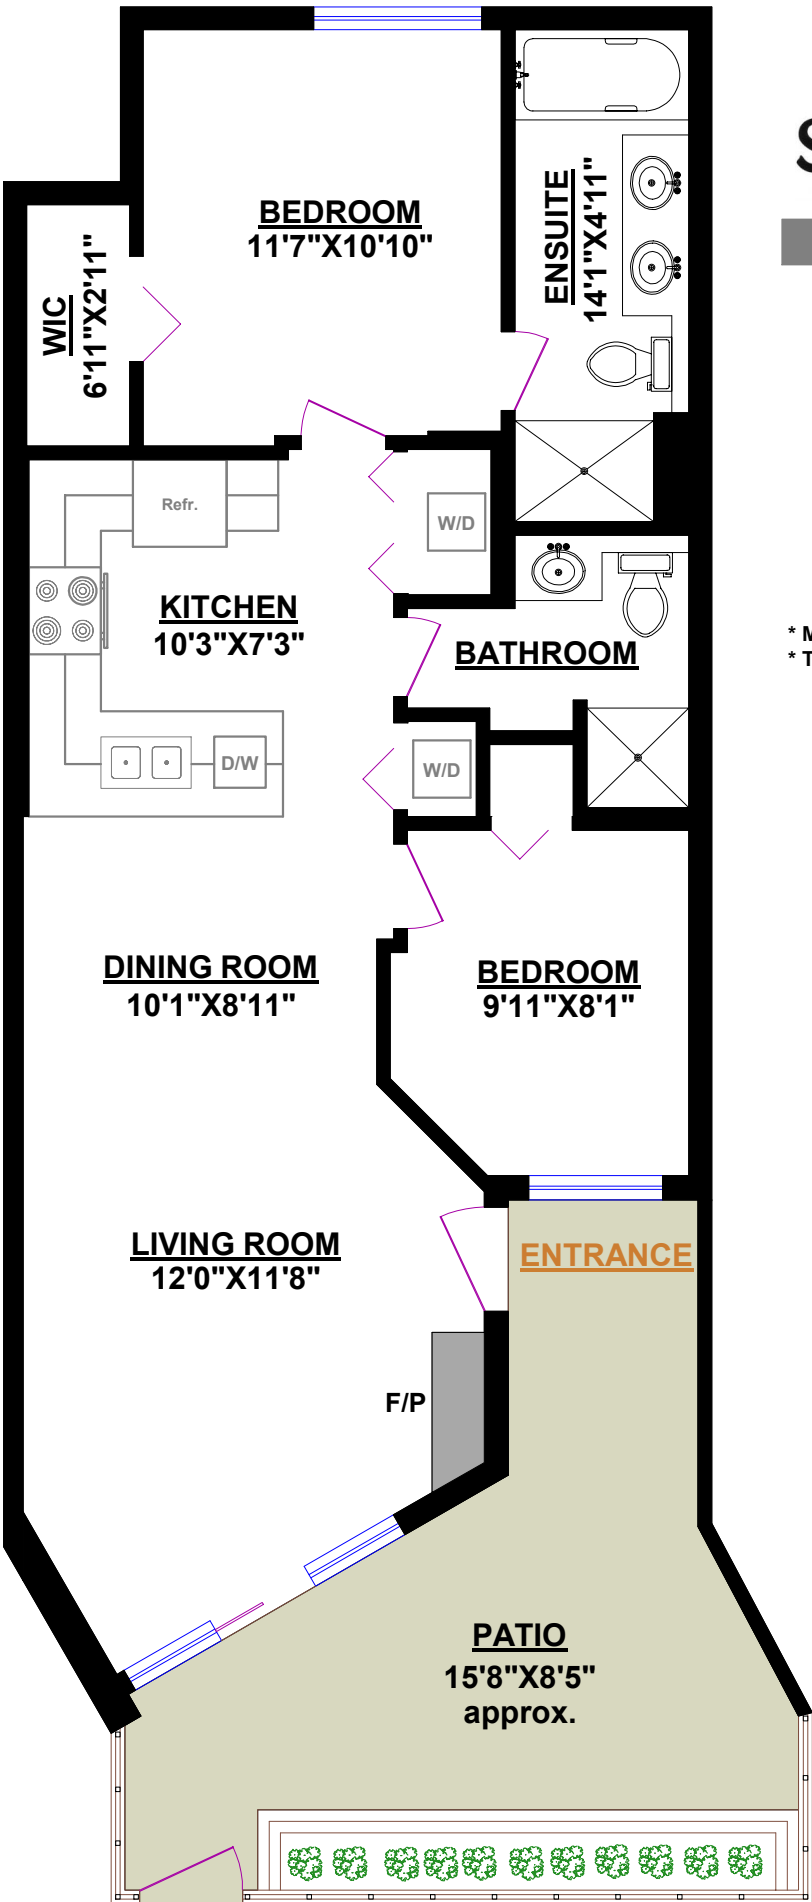 BEDROOM
11'7"X10'10"
ENSUITE
14'1"X4'11"
WIC
6'11"X2'11"
Refr.
W/D
KITCHEN
10'3"X7'3"
BATHROOM
D/W
W/D
DINING ROOM
10'1"X8'11"
BEDROOM
9'11"X8'1"
LIVING ROOM
12'0"X11'8"
ENTRANCE
F/P
PATIO
15'8"X8'5"
approx.
S
* M
* T